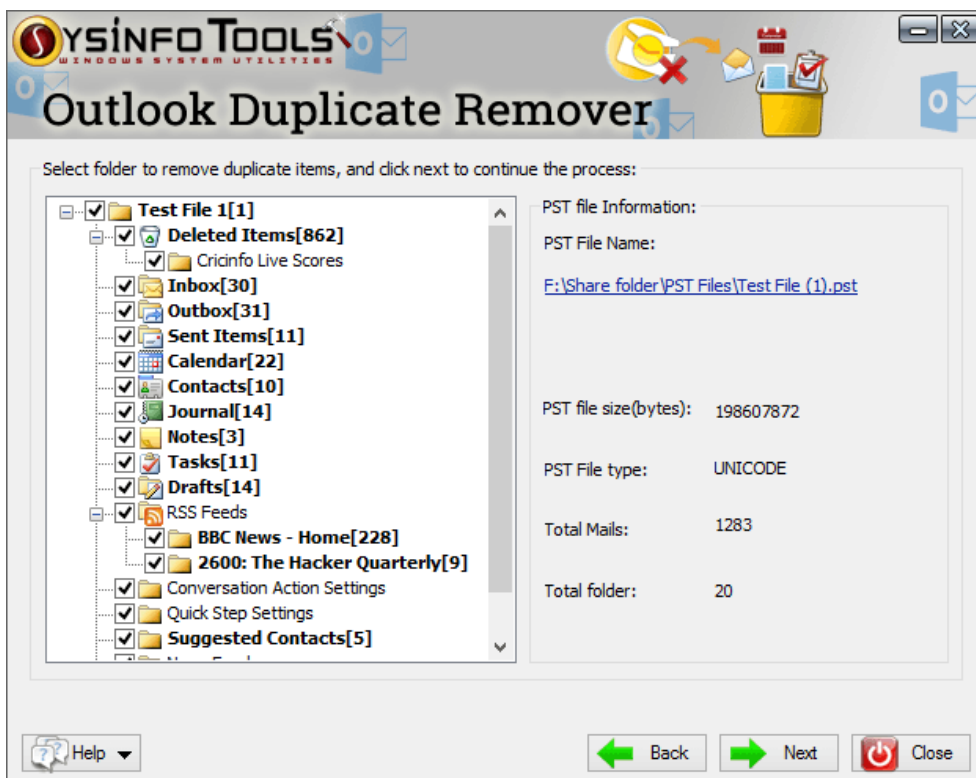 SYSINFOTOOLS
WINDOWS SYSTEM UTILITIES
Outlook Duplicate Remover
Select folder to remove duplicate items, and click next to continue the process:
Test File 1[1]
Deleted Items[862]
Cricinfo Live Scores
Inbox[30]
Outbox[31]
Sent Items[11]
Calendar[22]
Contacts[10]
Journal[14]
Notes[3]
Tasks[11]
Drafts[14]
RSS Feeds
BBC News - Home[228]
2600: The Hacker Quarterly[9]
Conversation Action Settings
Quick Step Settings
Suggested Contacts[5]
PST file Information:
PST File Name:
F:\Share folder\PST Files\Test File (1).pst
PST file size(bytes): 198607872
PST File type: UNICODE
Total Mails: 1283
Total folder: 20
Help
Back
Next
Close